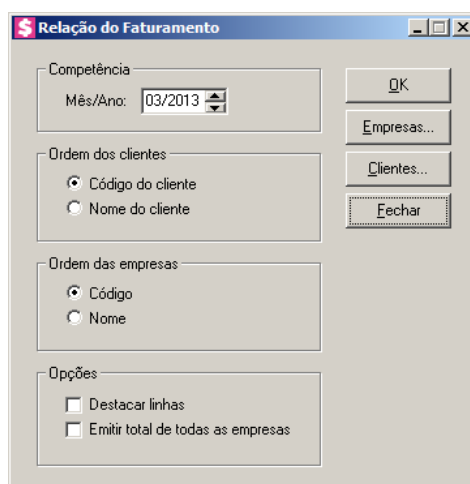 Relação do Faturamento
Competência
Mês/Ano: 03/2013
OK
Empresas...
Clientes...
Fechar
Ordem dos clientes
Código do cliente
Nome do cliente
Ordem das empresas
Código
Nome
Opções
Destacar linhas
Emitir total de todas as empresas